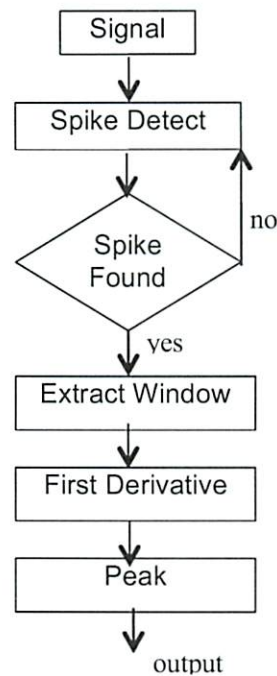 Signal
Spike Detect
Spike
Found
no
yes
Extract Window
First Derivative
Peak
output